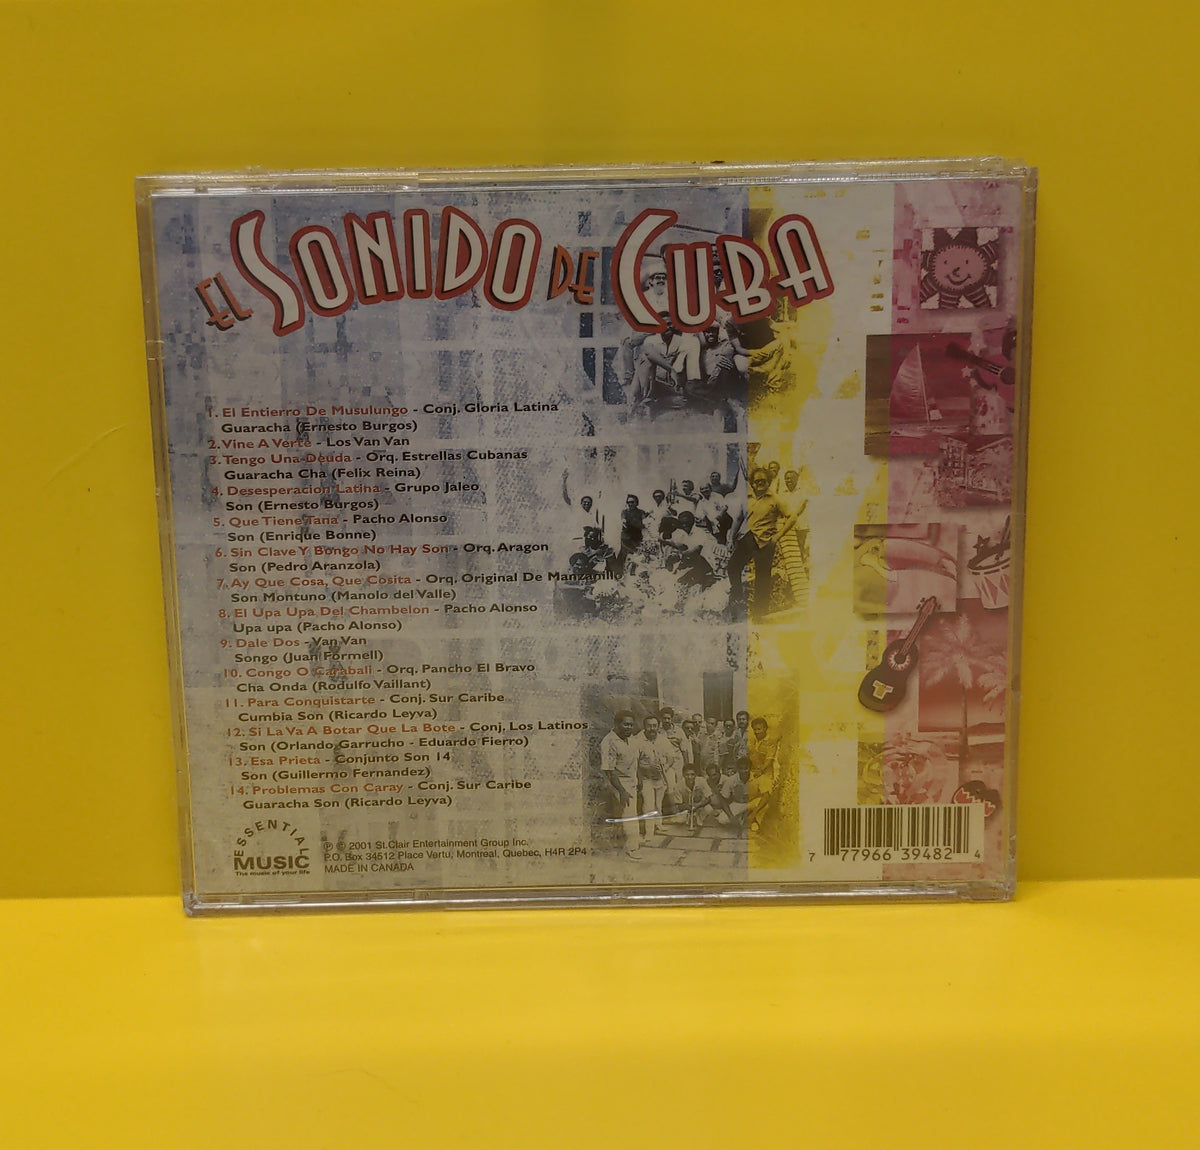 EL SONIDO DE CUBA
1. El Entierro De Musulungo - Conj. Gloria Latina
Guaracha (Ernesto Burgos)
2. Vine A Verte - Los Van Van
3. Tengo Una Deuda - Orq. Estrellas Cubanas
Guaracha Cha (Felix Reina)
4. Desesperacion Latina - Grupo Jaleo
Son (Ernesto Burgos)
5. Que Tiene Tana - Pacho Alonso
Son (Enrique Bonne)
6. Sin Clave Y Bongo No Hay Son - Orq. Aragon
Son (Pedro Aranzola)
7. Ay Que Cosa, Que Cosita - Orq. Original De Manzanillo
Son Montuno (Manolo del Valle)
8. El Upa Upa Del Chambelon - Pacho Alonso
Upa upa (Pacho Alonso)
9. Dale Dos - Van Van
Songo (Juan Formell)
10. Congo O Carabali - Orq. Pancho El Bravo
Cha Onda (Rodulfo Vaillant)
11. Para Conquistarte - Conj. Sur Caribe
Cumbia Son (Ricardo Leyva)
12. Si La Va A Botar Que La Bote - Conj. Los Latinos
Son (Orlando Garrucho - Eduardo Fierro)
13. Esa Prieta - Conjunto Son 14
Son (Guillermo Fernandez)
14. Problemas Con Caray - Conj. Sur Caribe
Guaracha Son (Ricardo Leyva)
ESSENTIAL
MUSIC
The music of your life
℗ © 2001 St.Clair Entertainment Group Inc.
P.O. Box 34512 Place Vertu, Montreal, Quebec, H4R 2P4
MADE IN CANADA
7 77966 39482 4